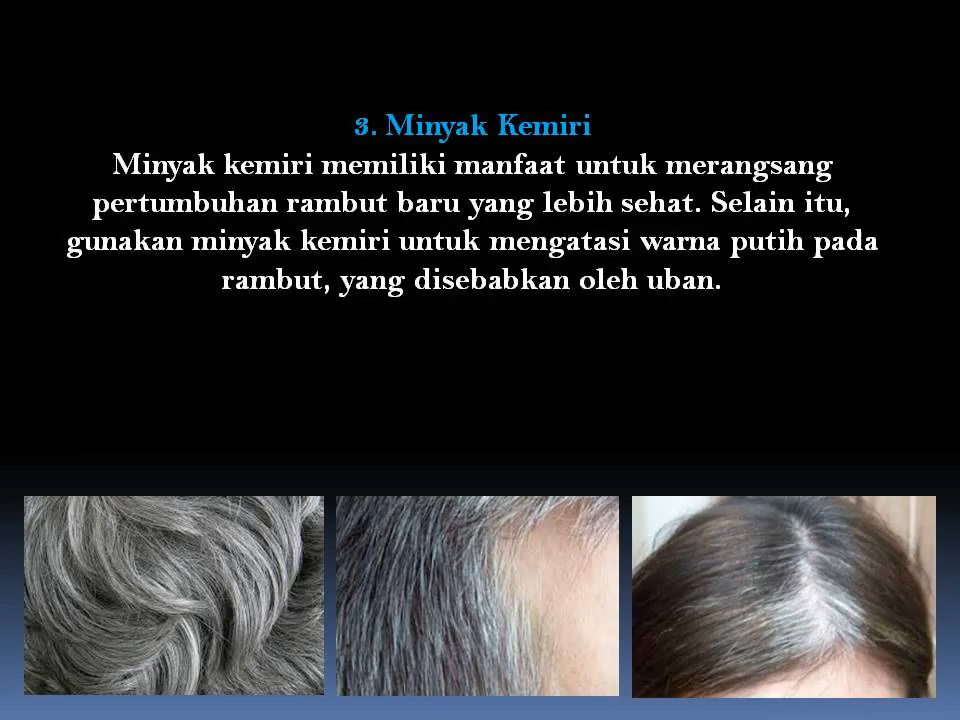 3. Minyak Kemiri
Minyak kemiri memiliki manfaat untuk merangsang
pertumbuhan rambut baru yang lebih sehat. Selain itu,
gunakan minyak kemiri untuk mengatasi warna putih pada
rambut, yang disebabkan oleh uban.